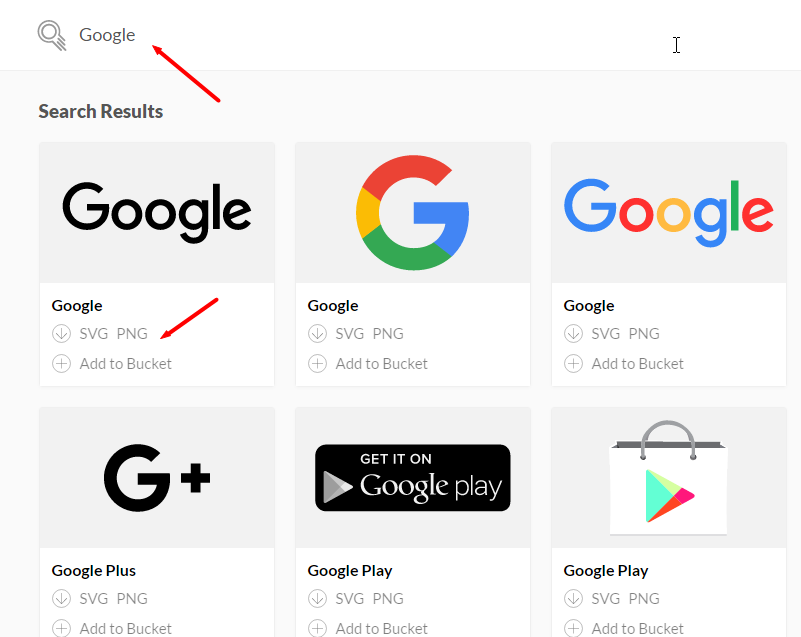 Google
Search Results
Google
Google
Google Google Google
SVG PNG SVG PNG SVG PNG
Add to Bucket Add to Bucket Add to Bucket
G+
GET IT ON
Google play
Google Plus Google Play Google Play
SVG PNG SVG PNG SVG PNG
Add to Bucket Add to Bucket Add to Bucket